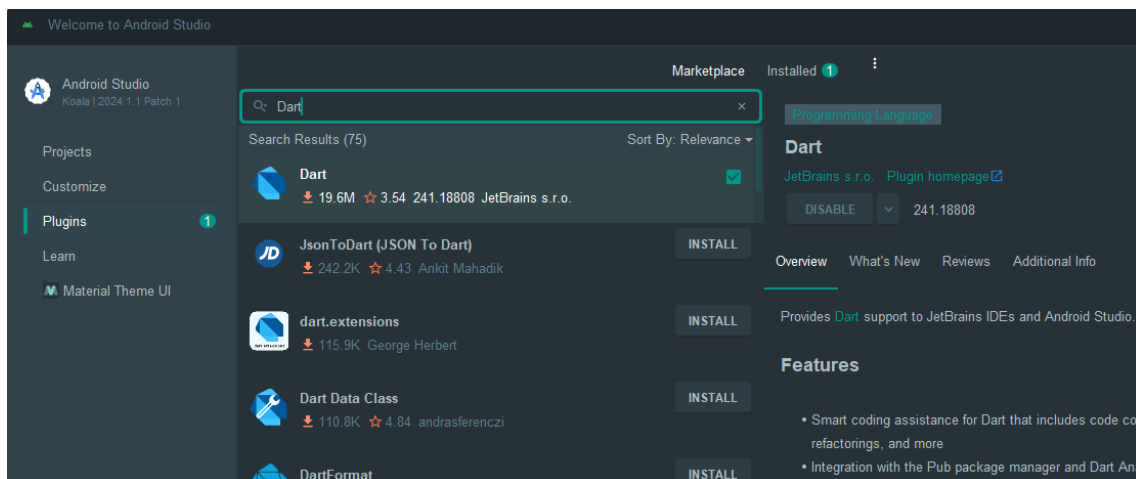 Welcome to Android Studio
Android Studio
Koala | 2024.1.1 Patch 1
Projects
Customize
Plugins 1
Learn
Material Theme UI
Marketplace Installed 1
Dart
Search Results (75) Sort By: Relevance
Dart
19.6M 3.54 241.18808 JetBrains s.r.o.
JsonToDart (JSON To Dart) INSTALL
242.2K 4.43 Ankit Mahadik
dart.extensions INSTALL
115.9K George Herbert
Dart Data Class INSTALL
110.8K 4.84 andrasferenczi
DartFormat INSTALL
Programming Language
Dart
JetBrains s.r.o. Plugin homepage
DISABLE 241.18808
Overview What's New Reviews Additional Info
Provides Dart support to JetBrains IDEs and Android Studio.
Features
• Smart coding assistance for Dart that includes code co
refactorings, and more
• Integration with the Pub package manager and Dart An